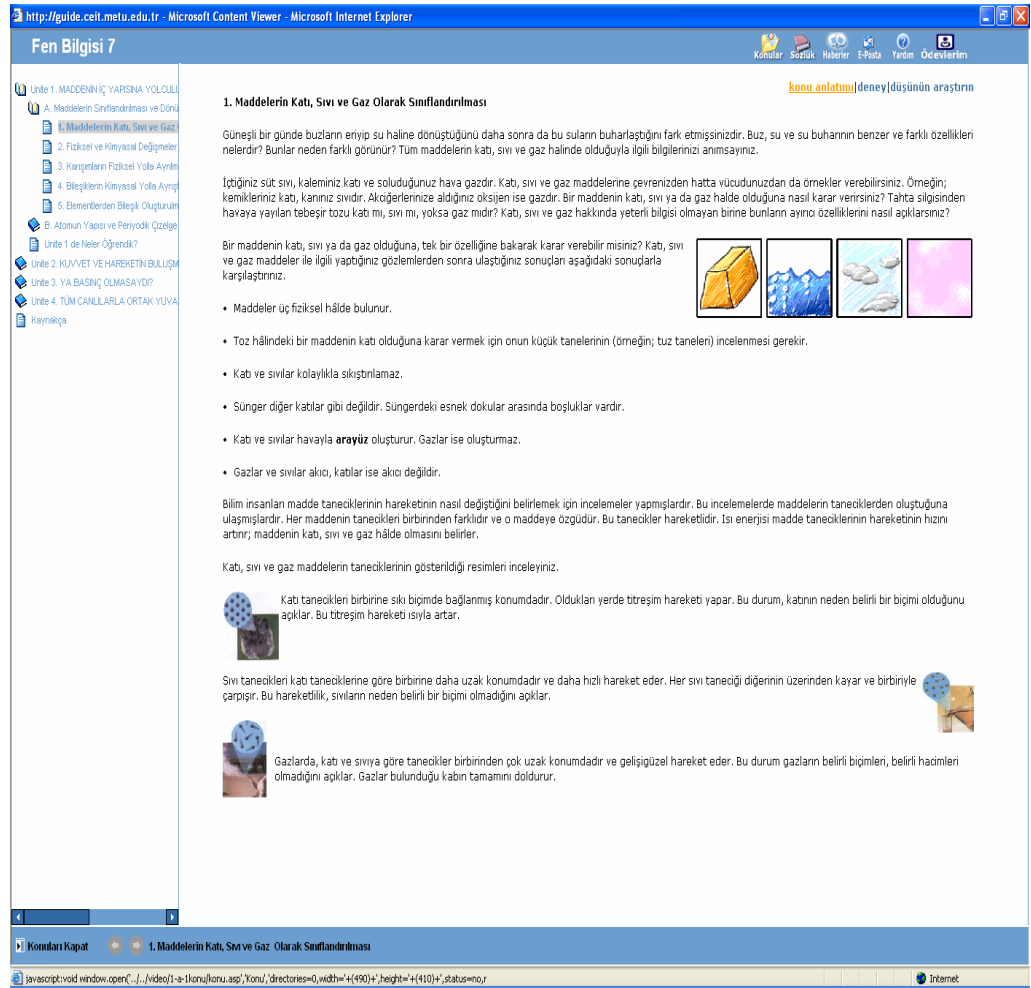 http://guide.ceit.metu.edu.tr - Microsoft Content Viewer - Microsoft Internet Explorer
Fen Bilgisi 7
Konular Sözlük Haberler E-Posta Yardım Ödevlerim
Unite 1. MADDENİN İÇ YAPISINA YOLCULU
A. Maddelerin Sınıflandırılması ve Dönü
1. Maddelerin Katı, Sıvı ve Gaz
2. Fiziksel ve Kimyasal Değişmeler
3. Karışımların Fiziksel Yolla Ayrılm
4. Bileşiklerin Kimyasal Yolla Ayrışt
5. Elementlerden Bileşik Oluşturulm
B. Atomun Yapısı ve Periyodik Çizelge
Unite 1 de Neler Öğrendik?
Unite 2. KUVVET VE HAREKETİN BULUŞM
Unite 3. YA BASINÇ OLMASAYDI?
Unite 4. TÜM CANLILARLA ORTAK YUVA
Kaynakça
konu anlatımı|deney|düşünün araştırın
1. Maddelerin Katı, Sıvı ve Gaz Olarak Sınıflandırılması
Güneşli bir günde buzların eriyip su haline dönüştüğünü daha sonra da bu suların buharlaştığını fark etmişsinizdir. Buz, su ve su buharının benzer ve farklı özellikleri
nelerdir? Bunlar neden farklı görünür? Tüm maddelerin katı, sıvı ve gaz halinde olduğuyla ilgili bilgilerinizi anımsayınız.
İçtiğiniz süt sıvı, kaleminiz katı ve soluduğunuz hava gazdır. Katı, sıvı ve gaz maddelerine çevrenizden hatta vücudunuzdan da örnekler verebilirsiniz. Örneğin;
kemikleriniz katı, kanınız sıvıdır. Akciğerlerinize aldığınız oksijen ise gazdır. Bir maddenin katı, sıvı ya da gaz halde olduğuna nasıl karar verirsiniz? Tahta silgisinden
havaya yayılan tebeşir tozu katı mı, sıvı mı, yoksa gaz mıdır? Katı, sıvı ve gaz hakkında yeterli bilgisi olmayan birine bunların ayırıcı özelliklerini nasıl açıklarsınız?
Bir maddenin katı, sıvı ya da gaz olduğuna, tek bir özelliğine bakarak karar verebilir misiniz? Katı, sıvı
ve gaz maddeler ile ilgili yaptığınız gözlemlerden sonra ulaştığınız sonuçları aşağıdaki sonuçlarla
karşılaştırınız.
• Maddeler üç fiziksel hâlde bulunur.
• Toz hâlindeki bir maddenin katı olduğuna karar vermek için onun küçük tanelerinin (örneğin; tuz taneleri) incelenmesi gerekir.
• Katı ve sıvılar kolaylıkla sıkıştırılamaz.
• Sünger diğer katılar gibi değildir. Süngerdeki esnek dokular arasında boşluklar vardır.
• Katı ve sıvılar havayla arayüz oluşturur. Gazlar ise oluşturmaz.
• Gazlar ve sıvılar akıcı, katılar ise akıcı değildir.
Bilim insanları madde taneciklerinin hareketinin nasıl değiştiğini belirlemek için incelemeler yapmışlardır. Bu incelemelerde maddelerin taneciklerden oluştuğuna
ulaşmışlardır. Her maddenin tanecikleri birbirinden farklıdır ve o maddeye özgüdür. Bu tanecikler hareketlidir. Isı enerjisi madde taneciklerinin hareketinin hızını
artırır; maddenin katı, sıvı ve gaz hâlde olmasını belirler.
Katı, sıvı ve gaz maddelerin taneciklerinin gösterildiği resimleri inceleyiniz.
Katı tanecikleri birbirine sıkı biçimde bağlanmış konumdadır. Oldukları yerde titreşim hareketi yapar. Bu durum, katının neden belirli bir biçimi olduğunu
açıklar. Bu titreşim hareketi ısıyla artar.
Sıvı tanecikleri katı taneciklerine göre birbirine daha uzak konumdadır ve daha hızlı hareket eder. Her sıvı taneciği diğerinin üzerinden kayar ve birbiriyle
çarpışır. Bu hareketlilik, sıvıların neden belirli bir biçimi olmadığını açıklar.
Gazlarda, katı ve sıvıya göre tanecikler birbirinden çok uzak konumdadır ve gelişigüzel hareket eder. Bu durum gazların belirli biçimleri, belirli hacimleri
olmadığını açıklar. Gazlar bulunduğu kabın tamamını doldurur.
Konuları Kapat 1. Maddelerin Katı, Sıvı ve Gaz Olarak Sınıflandırılması
javascript:void window.open('../../video/1-a-1konu/konu.asp','Konu','directories=0,width='+(490)+',height='+(410)+',status=no,r
Internet